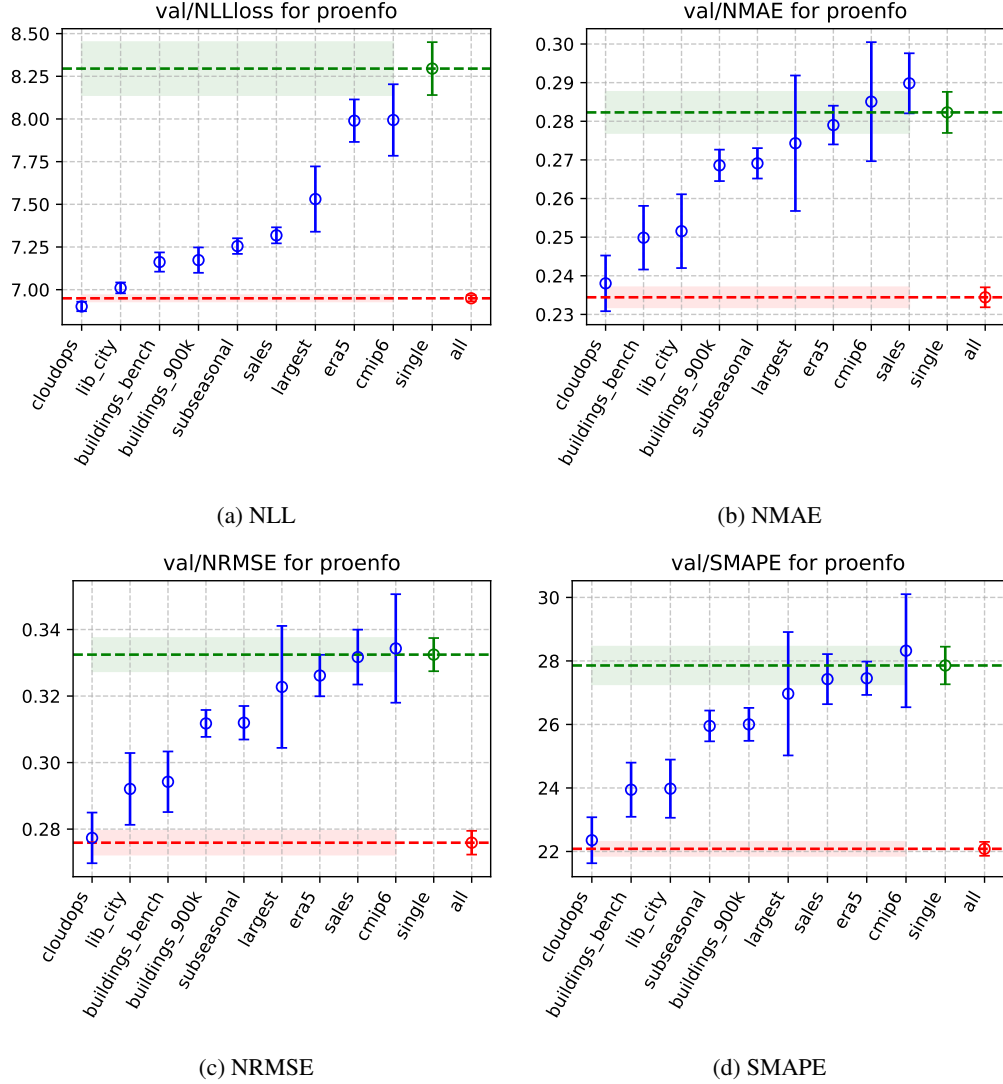 val/NLLloss for proenfo
8.50
8.25
8.00
7.75
7.50
7.25
7.00
cloudops
lib_city
buildings_bench
buildings_900k
subseasonal
sales
largest
era5
cmip6
single
all
(a) NLL
val/NMAE for proenfo
0.30
0.29
0.28
0.27
0.26
0.25
0.24
0.23
cloudops
buildings_bench
lib_city
buildings_900k
subseasonal
largest
era5
cmip6
sales
single
all
(b) NMAE
val/NRMSE for proenfo
0.34
0.32
0.30
0.28
cloudops
lib_city
buildings_bench
buildings_900k
subseasonal
largest
era5
sales
cmip6
single
all
(c) NRMSE
val/SMAPE for proenfo
30
28
26
24
22
cloudops
buildings_bench
lib_city
subseasonal
buildings_900k
largest
sales
era5
cmip6
single
all
(d) SMAPE